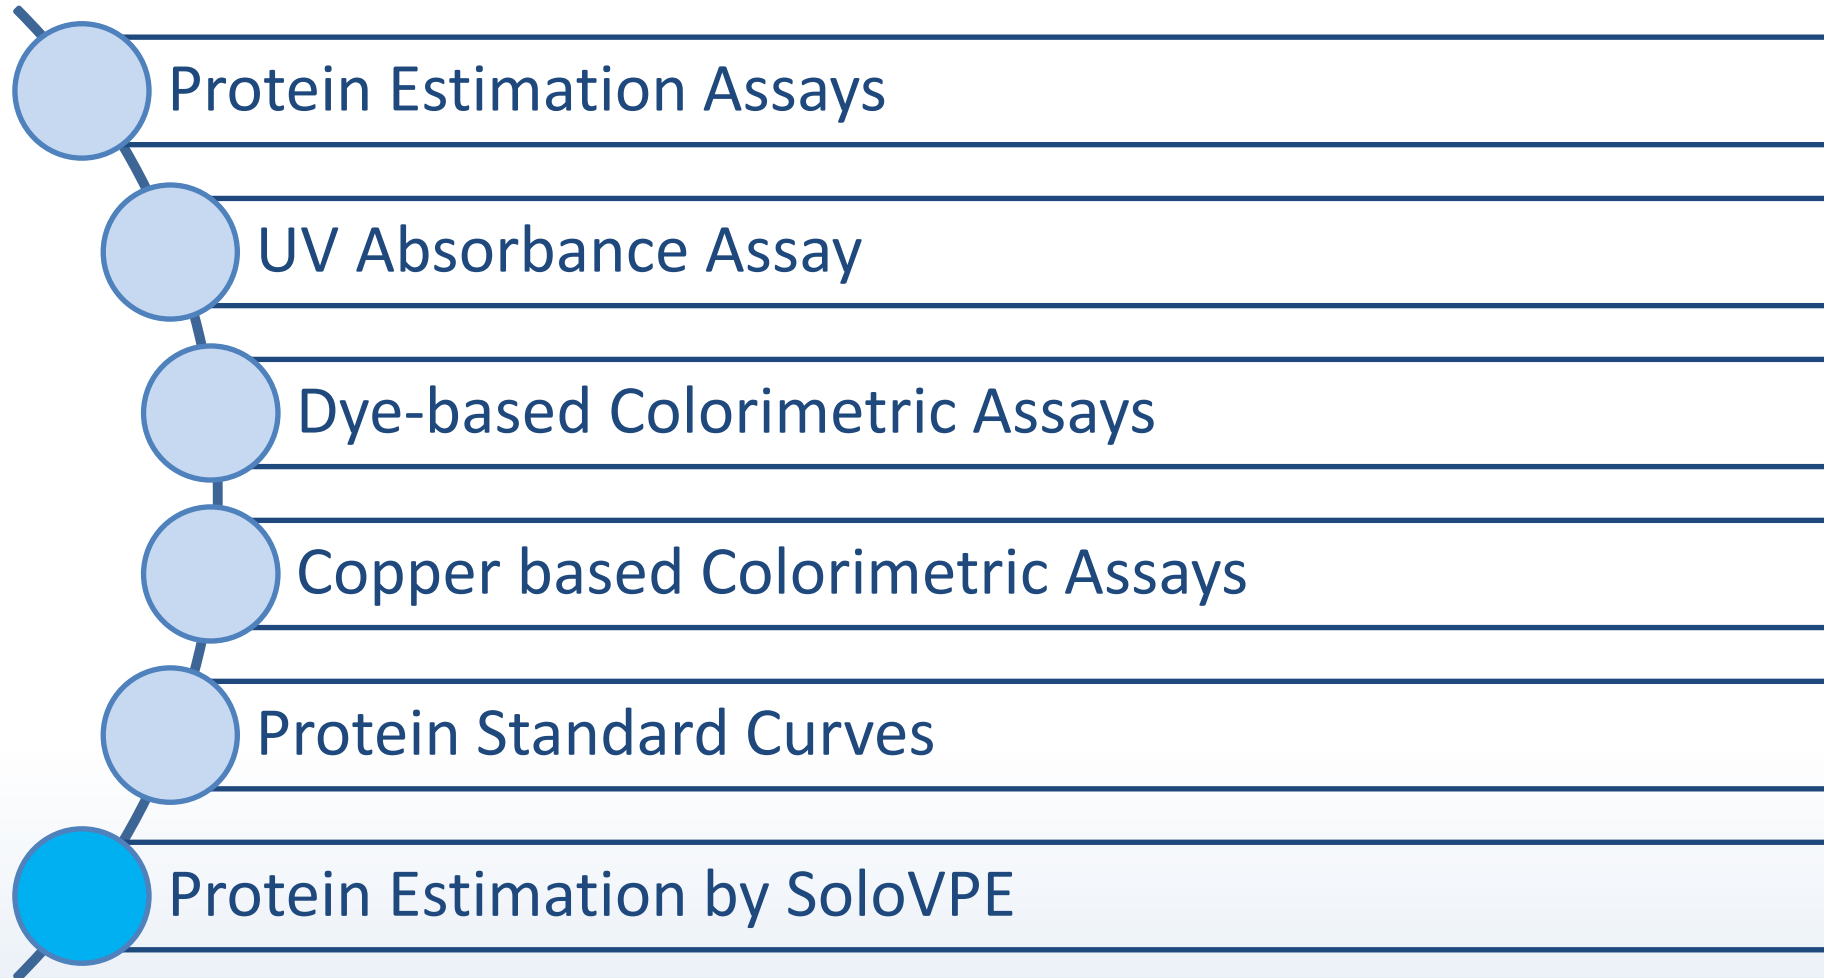 Protein Estimation Assays
UV Absorbance Assay
Dye-based Colorimetric Assays
Copper based Colorimetric Assays
Protein Standard Curves
Protein Estimation by SoloVPE